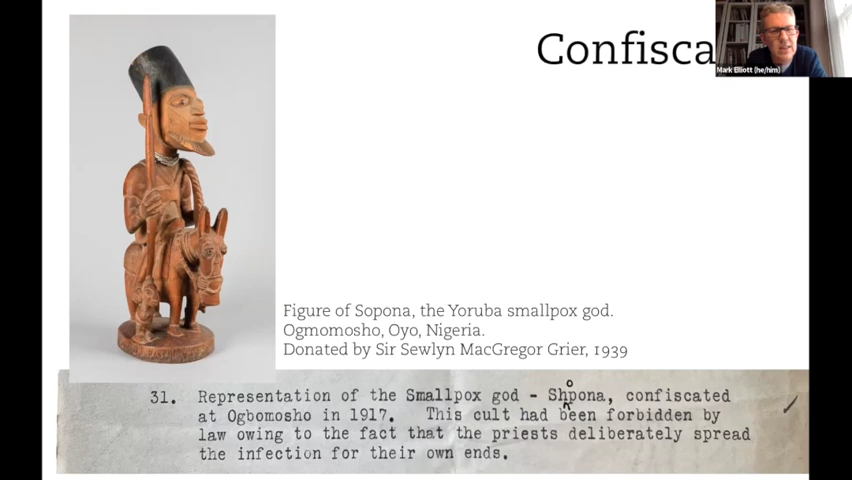 Confisca
Mark Elliott (he/him)
Figure of Sopona, the Yoruba smallpox god.
Ogmomosho, Oyo, Nigeria.
Donated by Sir Sewlyn MacGregor Grier, 1939
31. Representation of the Smallpox god - Shopona, confiscated
at Ogbomosho in 1917. This cult had been forbidden by
law owing to the fact that the priests deliberately spread
the infection for their own ends.